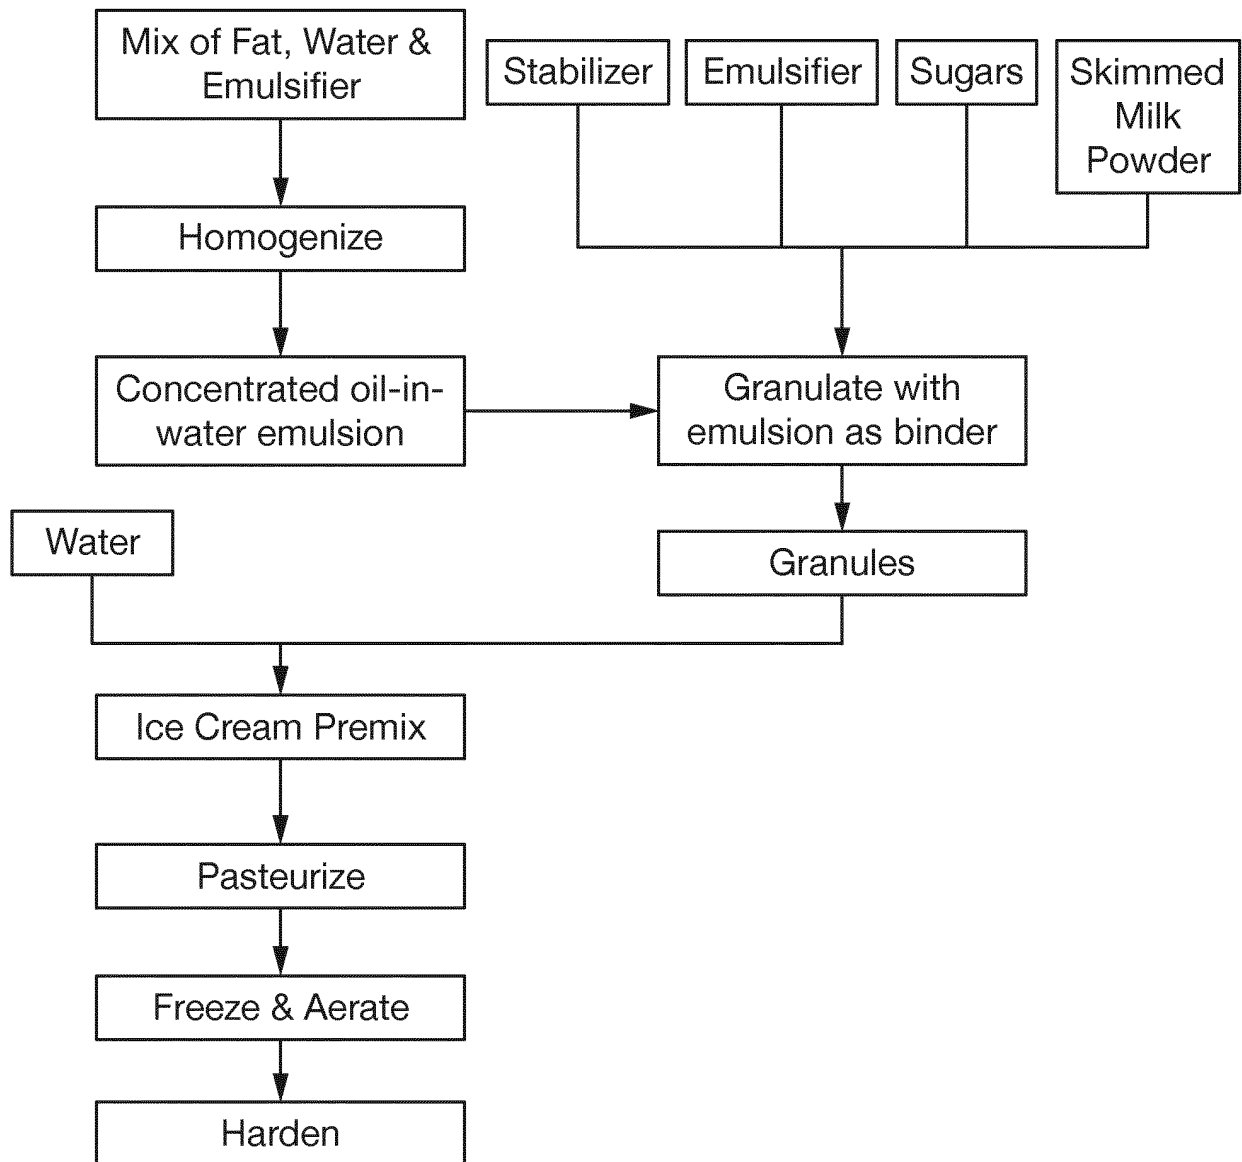 Mix of Fat, Water &
Emulsifier
Stabilizer
Emulsifier
Sugars
Skimmed
Milk
Powder
Homogenize
Concentrated oil-in-
water emulsion
Granulate with
emulsion as binder
Water
Granules
Ice Cream Premix
Pasteurize
Freeze & Aerate
Harden